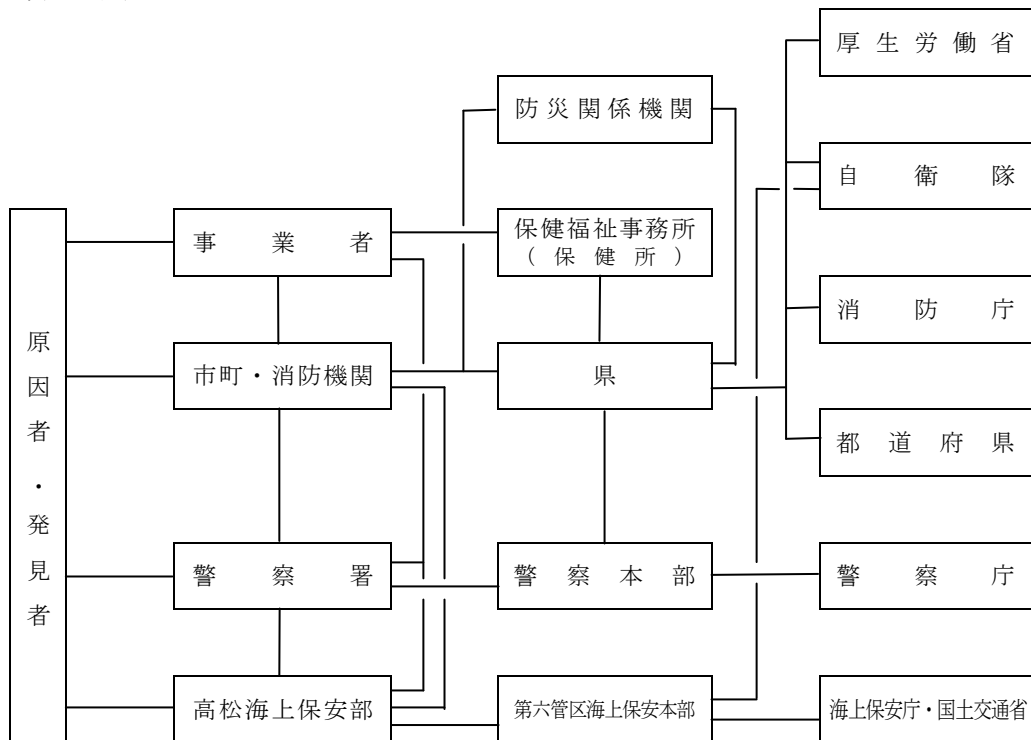 厚生労働省
防災関係機関
自衛隊
事業者
保健福祉事務所
(保健所)
消防庁
原因者・発見者
市町・消防機関
県
都道府県
警察署
警察本部
警察庁
高松海上保安部
第六管区海上保安本部
海上保安庁・国土交通省